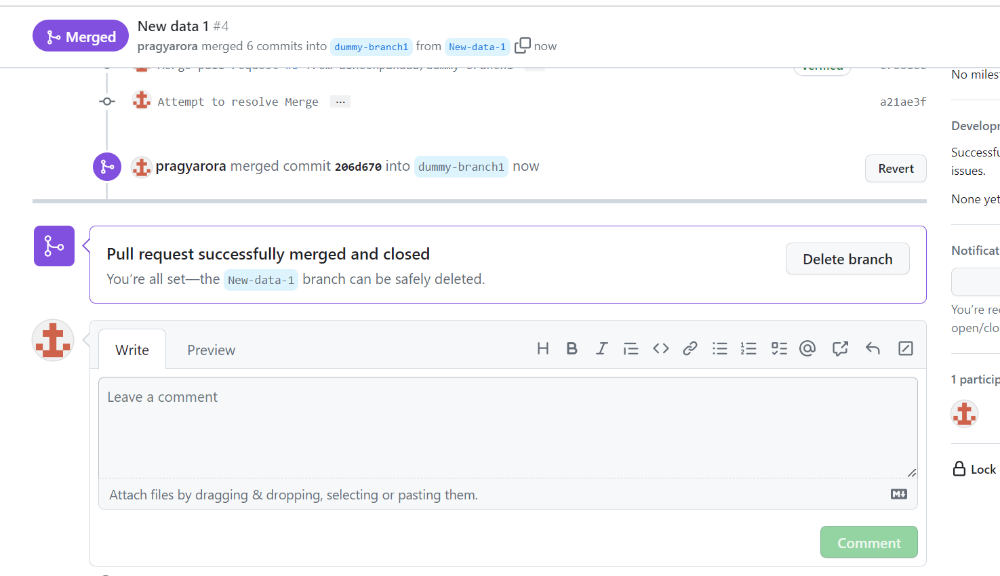 Merged
New data 1 #4
pragyarora merged 6 commits into dummy-branch1 from New-data-1 now
No miles
Attempt to resolve Merge ... a21ae3f
pragyarora merged commit 206d670 into dummy-branch1 now
Revert
Pull request successfully merged and closed
You’re all set—the New-data-1 branch can be safely deleted.
Delete branch
Write Preview
Leave a comment
Attach files by dragging & dropping, selecting or pasting them.
Comment
Develop
Successfu
issues.
None yet
Notificat
You’re re
open/clo
1 particip
Lock